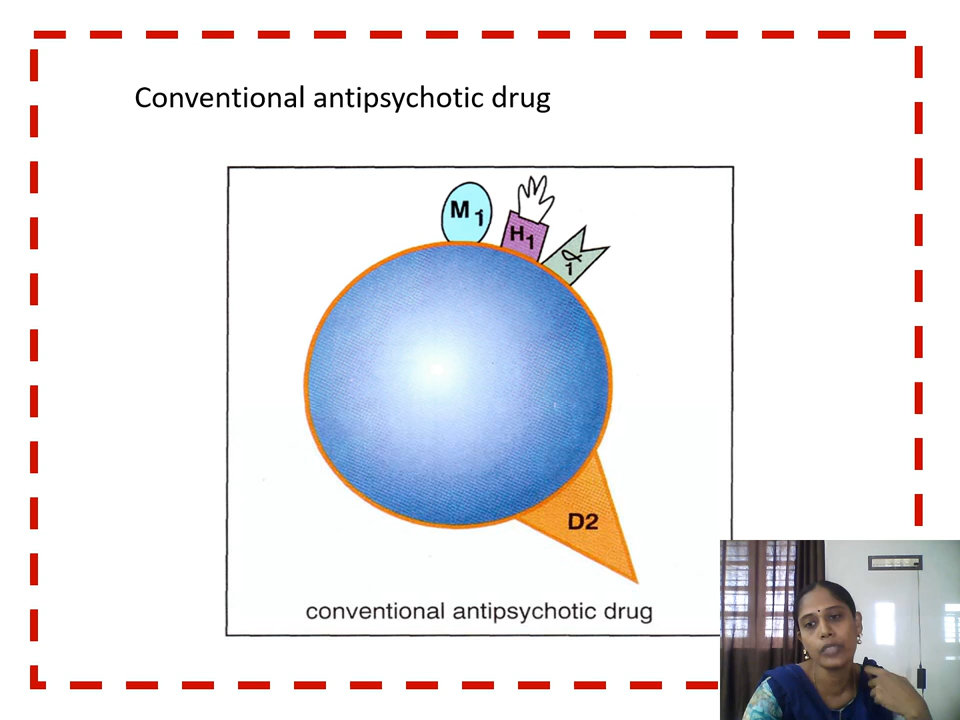 Conventional antipsychotic drug
M1
H1
α1
D2
conventional antipsychotic drug